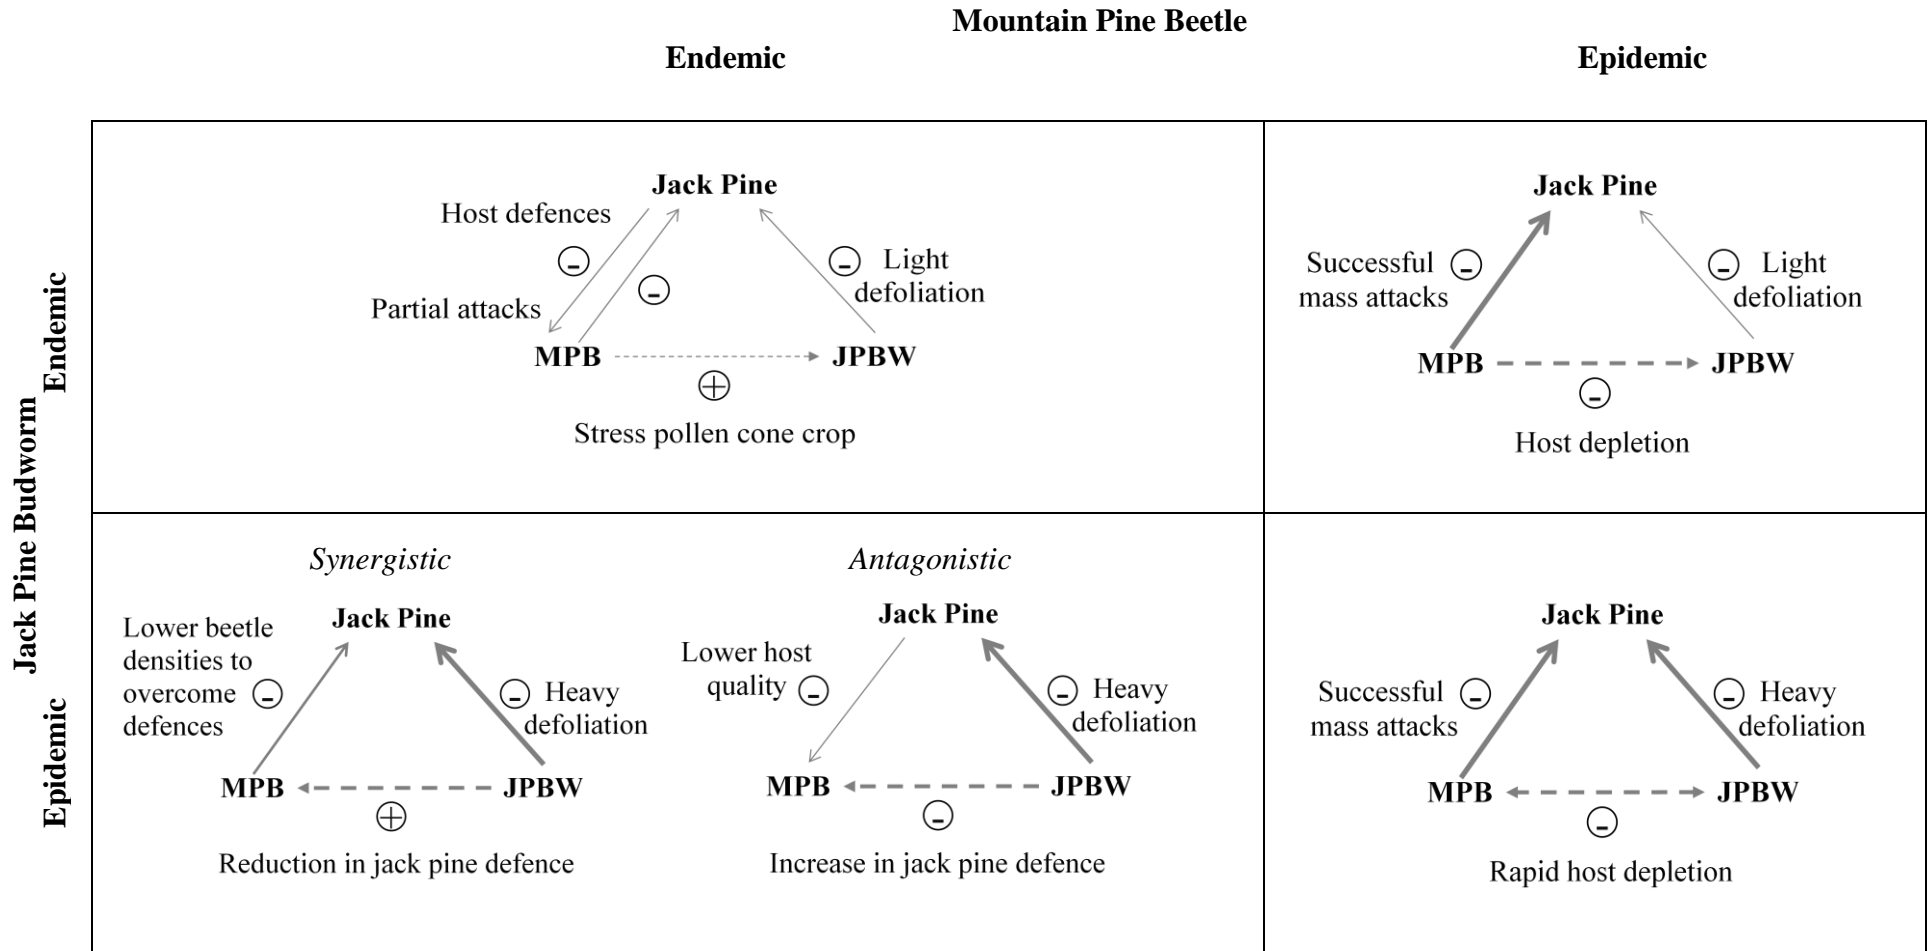 Mountain Pine Beetle
Endemic
Epidemic
Jack Pine Budworm
Endemic
Jack Pine
Host defences
-
-
Partial attacks
-
Light
defoliation
MPB
JPBW
+
Stress pollen cone crop
Jack Pine
Successful
mass attacks
-
-
Light
defoliation
MPB
JPBW
-
Host depletion
Epidemic
Synergistic
Jack Pine
Lower beetle
densities to
overcome
defences
-
-
Heavy
defoliation
MPB
JPBW
+
Reduction in jack pine defence
Antagonistic
Jack Pine
Lower host
quality
-
-
Heavy
defoliation
MPB
JPBW
-
Increase in jack pine defence
Jack Pine
Successful
mass attacks
-
-
Heavy
defoliation
MPB
JPBW
-
Rapid host depletion